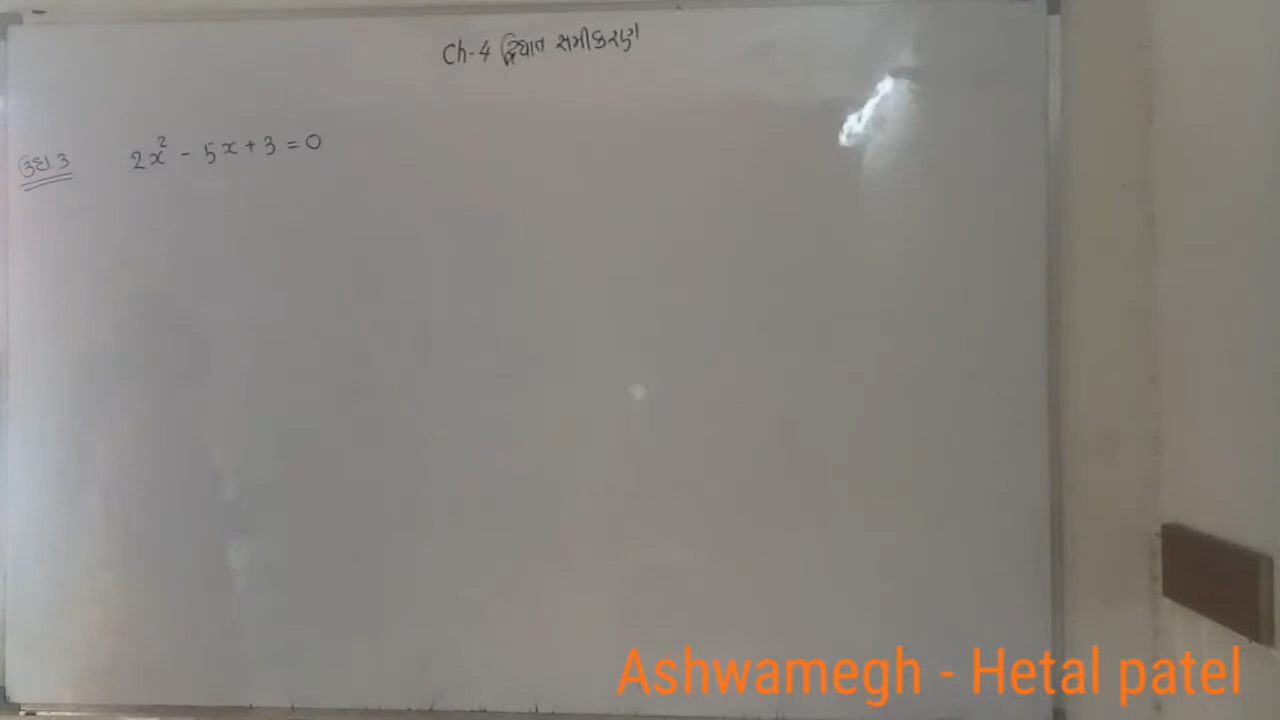 Ch-4 દ્વિઘાત સમીકરણ
ઉદા.3 2x² - 5x + 3 = 0
Ashwamegh - Hetal patel